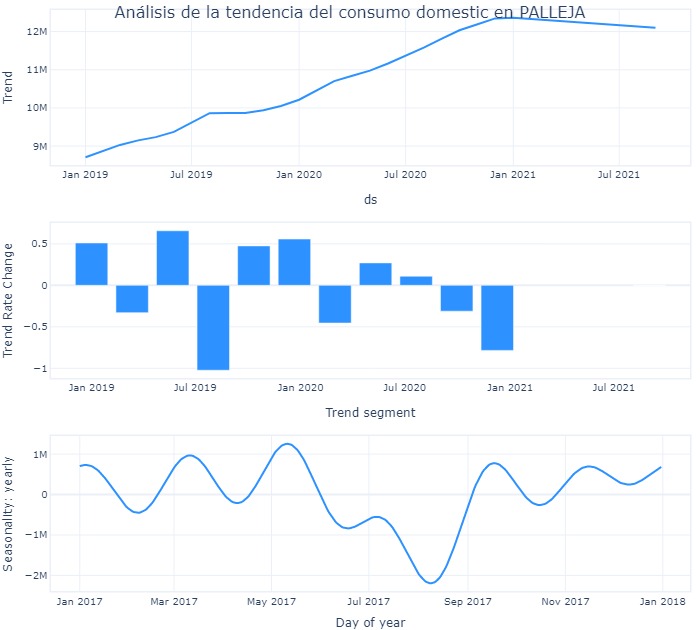 Análisis de la tendencia del consumo domestic en PALLEJA
12M
11M
10M
9M
Trend
Jan 2019 Jul 2019 Jan 2020 Jul 2020 Jan 2021 Jul 2021
ds
0.5
0
−0.5
−1
Trend Rate Change
Jan 2019 Jul 2019 Jan 2020 Jul 2020 Jan 2021 Jul 2021
Trend segment
1M
0
−1M
−2M
Seasonality: yearly
Jan 2017 Mar 2017 May 2017 Jul 2017 Sep 2017 Nov 2017 Jan 2018
Day of year